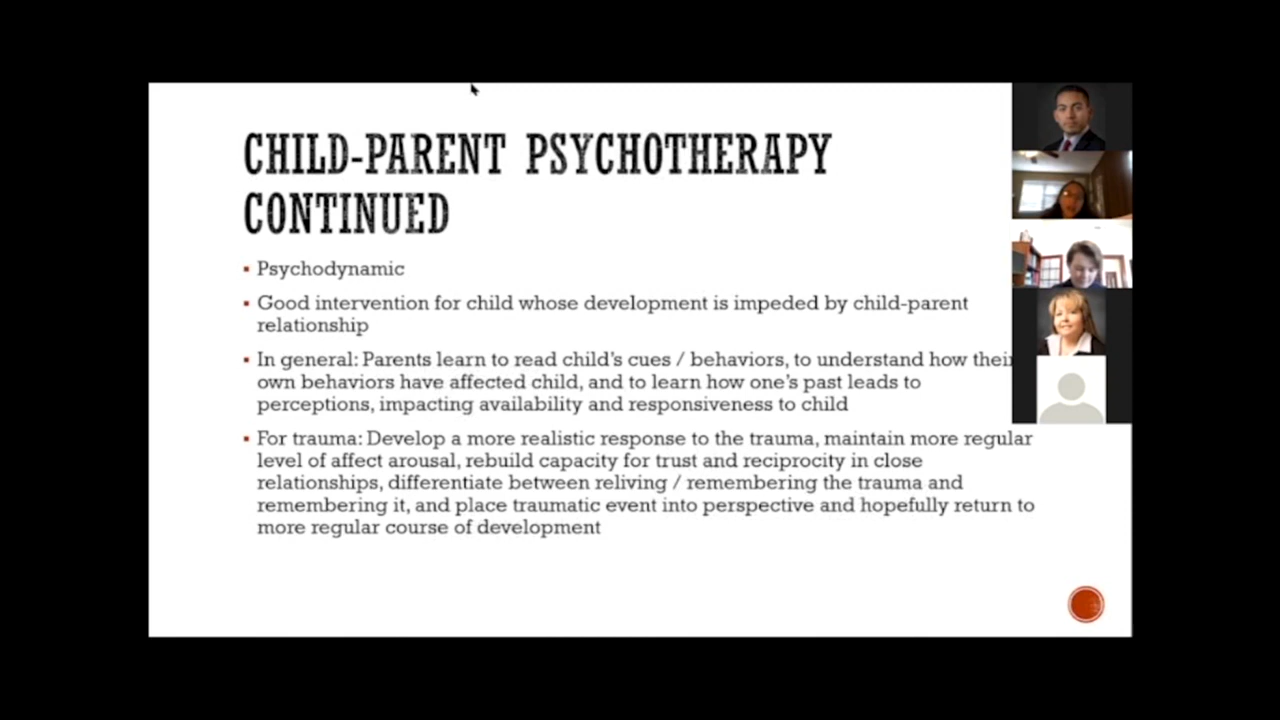 CHILD-PARENT PSYCHOTHERAPY
CONTINUED
▪ Psychodynamic
▪ Good intervention for child whose development is impeded by child-parent
relationship
▪ In general: Parents learn to read child's cues / behaviors, to understand how their
own behaviors have affected child, and to learn how one's past leads to
perceptions, impacting availability and responsiveness to child
▪ For trauma: Develop a more realistic response to the trauma, maintain more regular
level of affect arousal, rebuild capacity for trust and reciprocity in close
relationships, differentiate between reliving / remembering the trauma and
remembering it, and place traumatic event into perspective and hopefully return to
more regular course of development